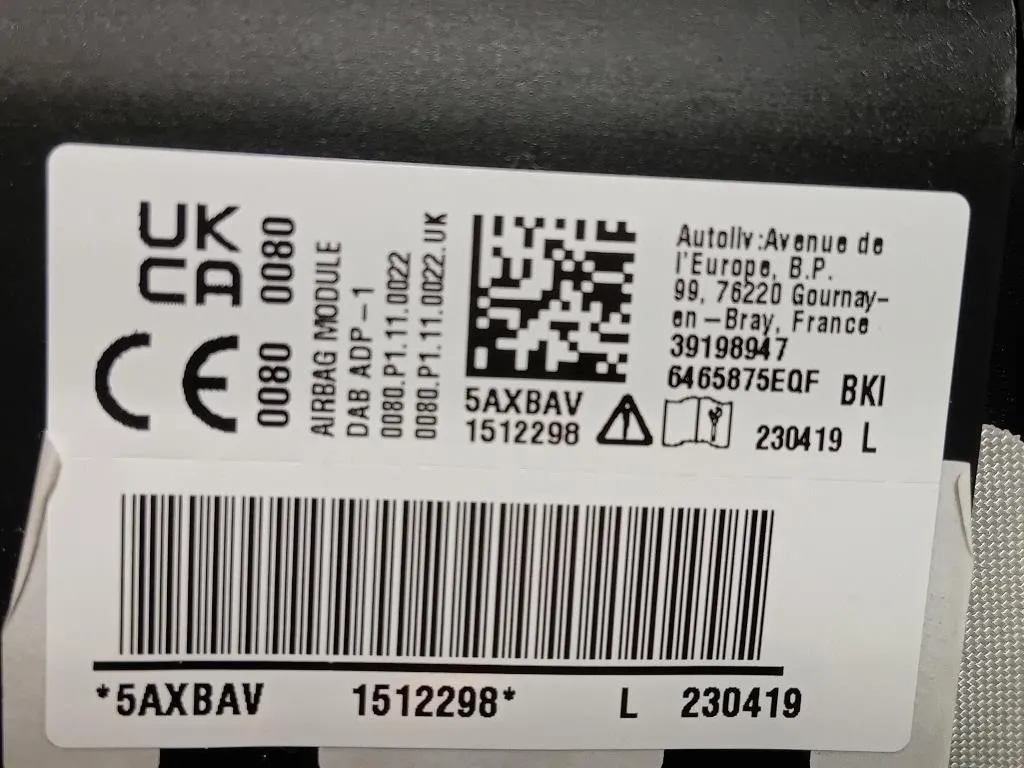 UK
CA
CE
0080 0080
AIRBAG MODULE
DAB ADP-1
0080.P1.11.0022
0080.P1.11.0022.UK
5AXBAV
1512298
Autoliv:Avenue de
l'Europe, B.P.
99, 76220 Gournay-
en-Bray, France
39198947
6465875EQF BKI
230419 L
*5AXBAV 1512298* L 230419